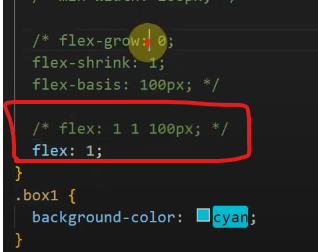 /* flex-grow: 0;
flex-shrink: 1;
flex-basis: 100px; */
/* flex: 1 1 100px; */
flex: 1;
}
.box1 {
background-color: cyan;
}